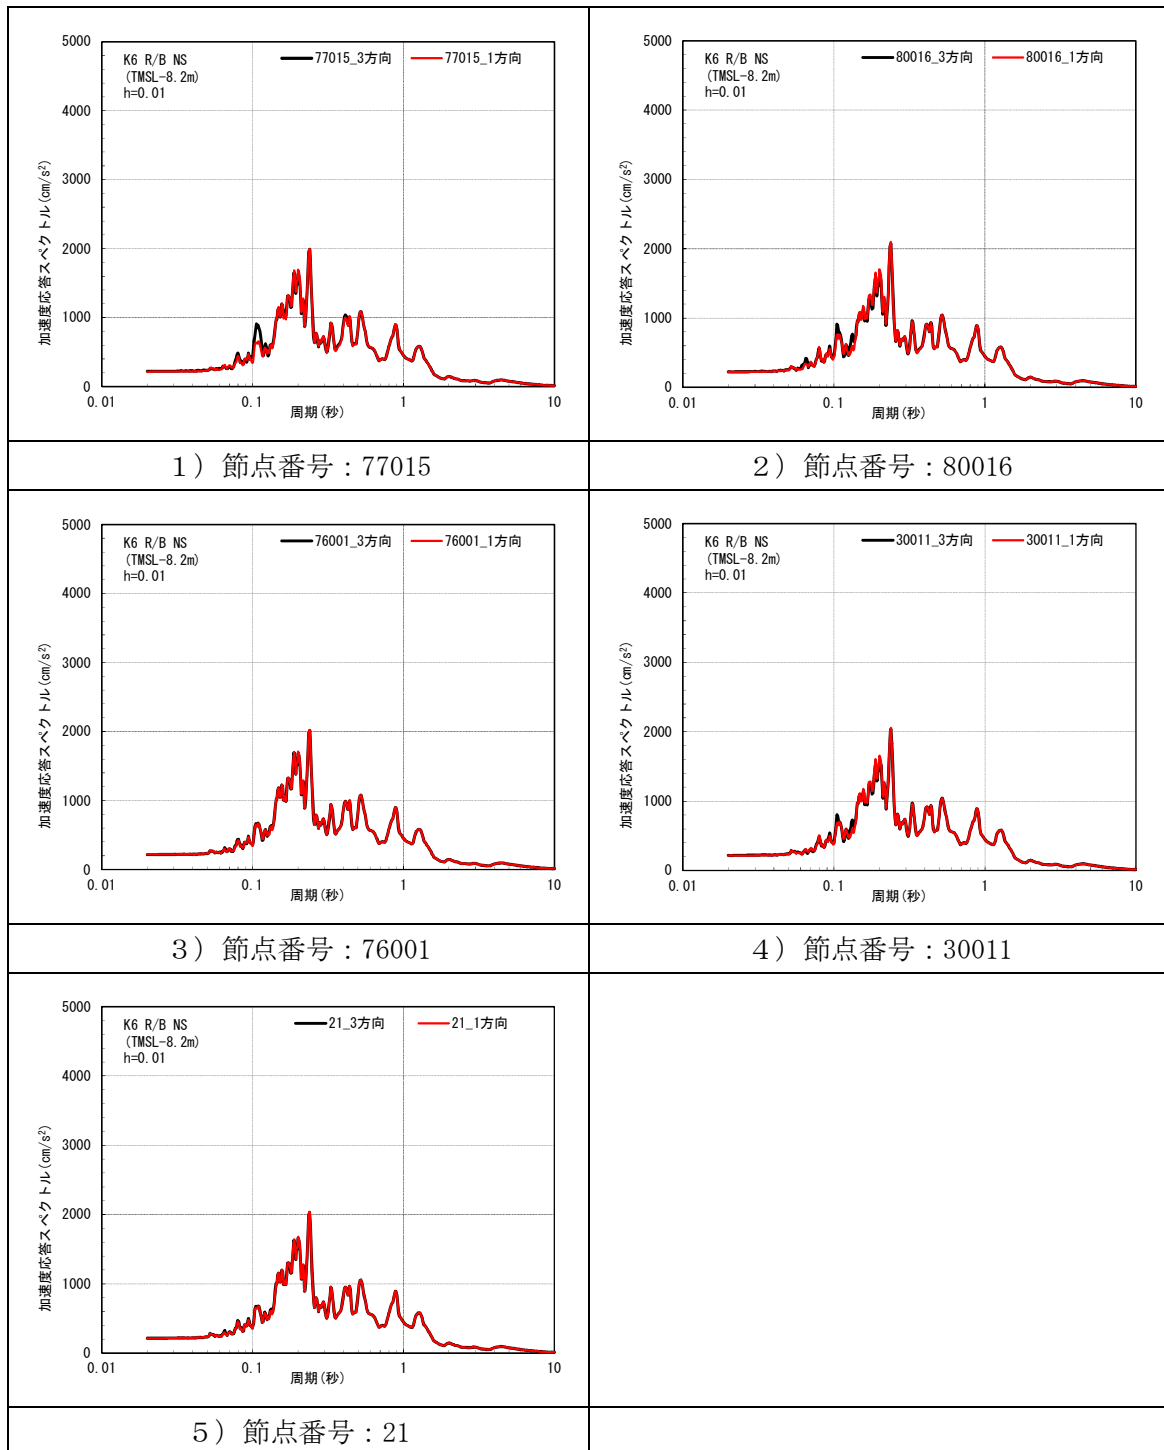 K6 R/B NS
(TMSL-8.2m)
h=0.01
77015_3方向
77015_1方向
加速度応答スペクトル(cm/s²)
5000
4000
3000
2000
1000
0
0.01
0.1
1
10
周期(秒)
K6 R/B NS
(TMSL-8.2m)
h=0.01
80016_3方向
80016_1方向
加速度応答スペクトル(cm/s²)
5000
4000
3000
2000
1000
0
0.01
0.1
1
10
周期(秒)
1）節点番号：77015
2）節点番号：80016
K6 R/B NS
(TMSL-8.2m)
h=0.01
76001_3方向
76001_1方向
加速度応答スペクトル(cm/s²)
5000
4000
3000
2000
1000
0
0.01
0.1
1
10
周期(秒)
K6 R/B NS
(TMSL-8.2m)
h=0.01
30011_3方向
30011_1方向
加速度応答スペクトル(cm/s²)
5000
4000
3000
2000
1000
0
0.01
0.1
1
10
周期(秒)
3）節点番号：76001
4）節点番号：30011
K6 R/B NS
(TMSL-8.2m)
h=0.01
21_3方向
21_1方向
加速度応答スペクトル(cm/s²)
5000
4000
3000
2000
1000
0
0.01
0.1
1
10
周期(秒)
5）節点番号：21